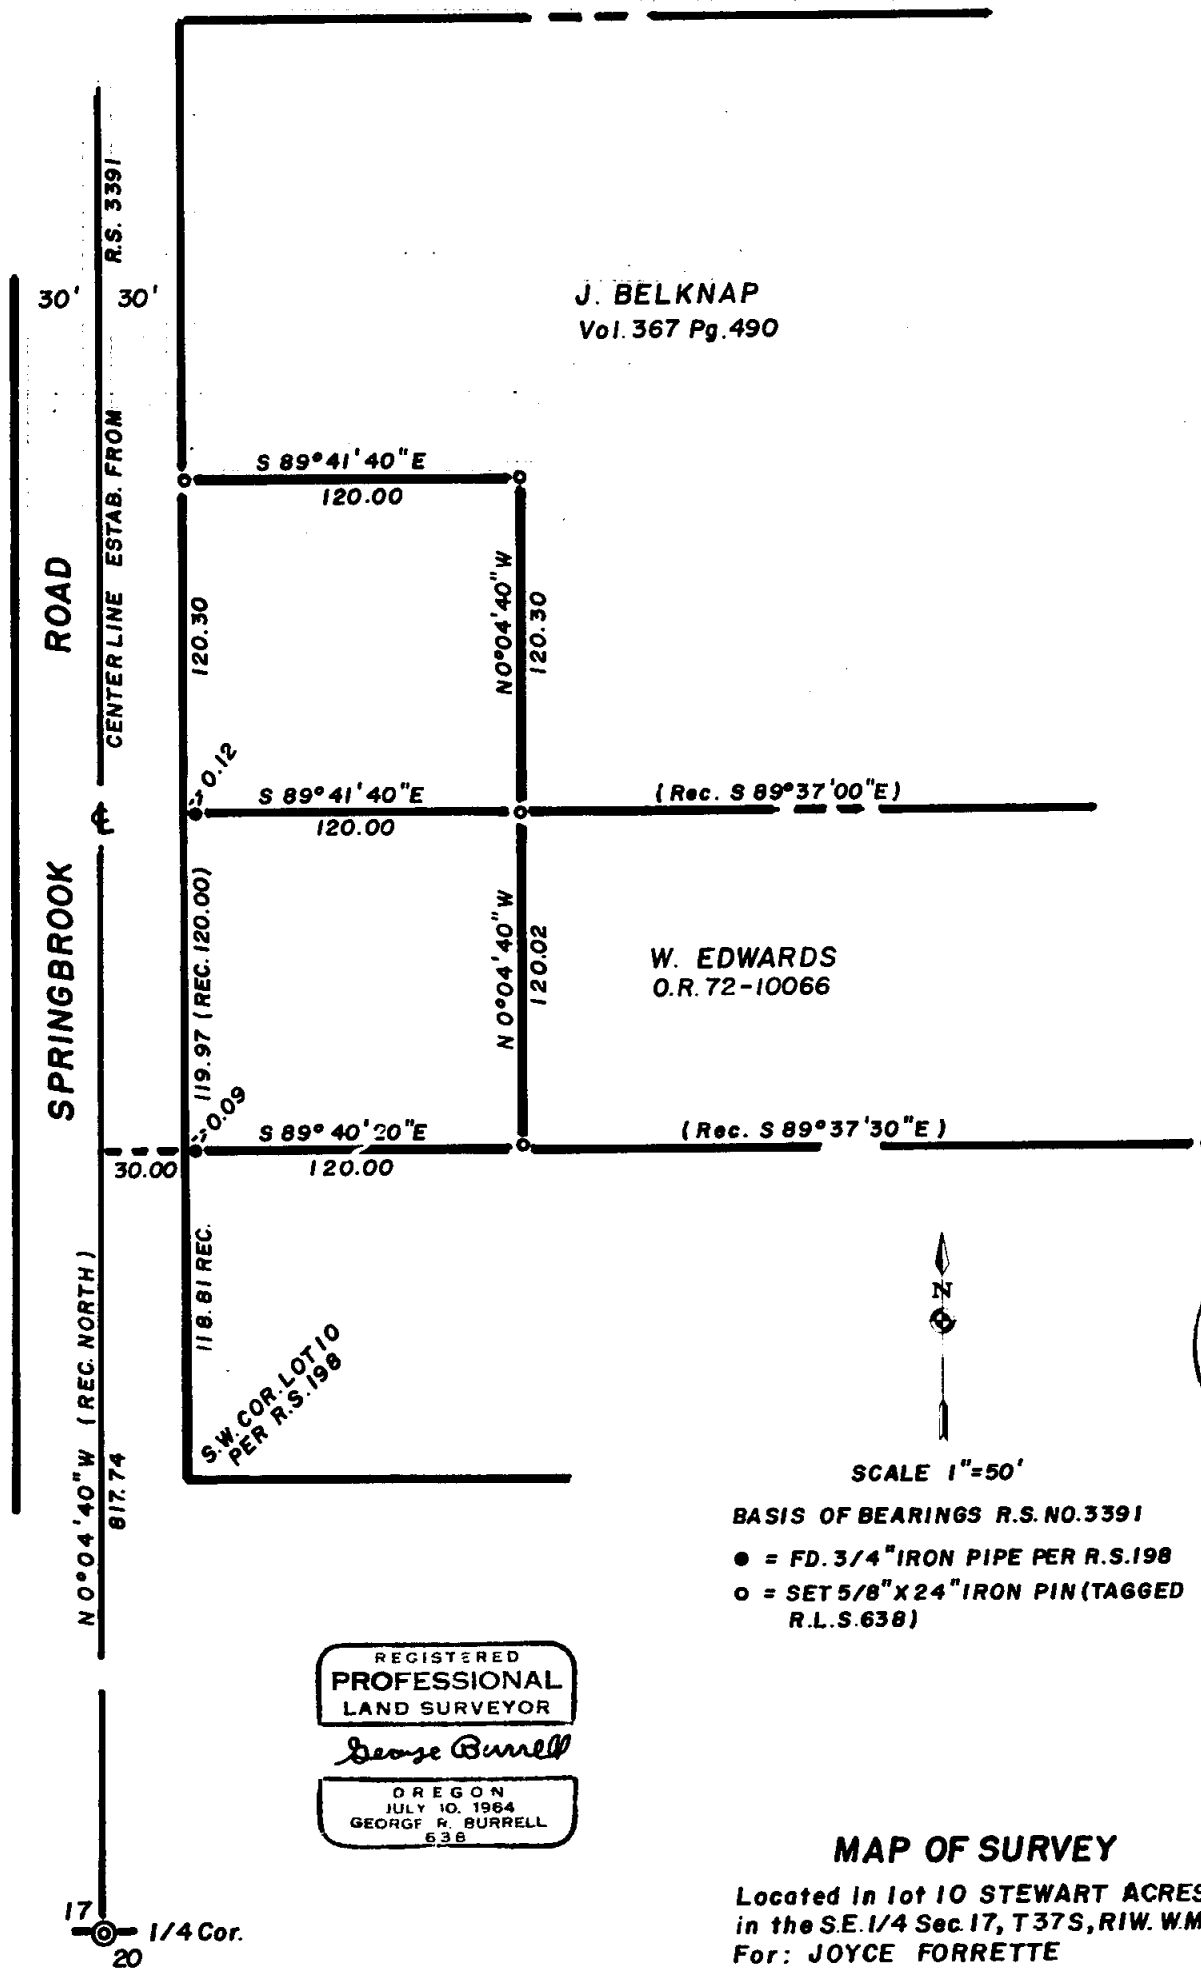 R.S. 3391
30'
30'
J. BELKNAP
Vol. 367 Pg. 490
CENTERLINE ESTAB. FROM
S 89° 41' 40" E
120.00
SPRINGBROOK ROAD
120.30
N 0° 04' 40" W
120.30
0.12
S 89° 41' 40" E
120.00
(Rec. S 89° 37' 00" E)
119.97 (REC. 120.00)
N 0° 04' 40" W
120.02
W. EDWARDS
O.R. 72-10066
0.09
S 89° 40' 20" E
120.00
(Rec. S 89° 37' 30" E)
30.00
118.81 REC.
S.W. COR. LOT 10
PER R.S. 198
N 0° 04' 40" W (REC. NORTH)
817.74
N
SCALE 1"=50'
BASIS OF BEARINGS R.S. NO. 3391
● = FD. 3/4" IRON PIPE PER R.S. 198
o = SET 5/8" X 24" IRON PIN (TAGGED
R.L.S. 638)
REGISTERED
PROFESSIONAL
LAND SURVEYOR
George Burrell
OREGON
JULY 10, 1964
GEORGE R. BURRELL
638
MAP OF SURVEY
Located in lot 10 STEWART ACRES
in the S.E. 1/4 Sec. 17, T 37 S, R 1 W. W.M
For: JOYCE FORRETTE
17
1/4 Cor.
20